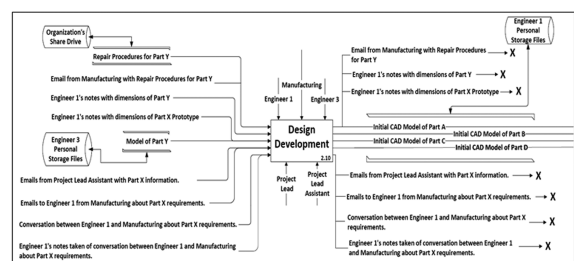 Organization's
Share Drive
Repair Procedures for Part Y
Email from Manufacturing with Repair Procedures for Part Y
Engineer 1's notes with dimensions of Part Y
Engineer 1's notes with dimensions of Part X Prototype
Engineer 3
Personal
Storage Files
Model of Part Y
Emails from Project Lead Assistant with Part X information.
Emails to Engineer 1 from Manufacturing about Part X requirements.
Conversation between Engineer 1 and Manufacturing about Part X requirements.
Engineer 1's notes taken of conversation between Engineer 1 and Manufacturing
about Part X requirements.
Manufacturing
Engineer 1
Engineer 3
Design
Development
2.10
Project
Lead
Project
Lead
Assistant
Engineer 1
Personal
Storage Files
Email from Manufacturing with Repair Procedures
for Part Y
X
Engineer 1's notes with dimensions of Part Y
X
Engineer 1's notes with dimensions of Part X Prototype
X
Initial CAD Model of Part A
Initial CAD Model of Part B
Initial CAD Model of Part C
Initial CAD Model of Part D
Emails from Project Lead Assistant with Part X information.
X
Emails to Engineer 1 from Manufacturing about Part X requirements.
X
Conversation between Engineer 1 and Manufacturing about Part X
requirements.
X
Engineer 1's notes taken of conversation between Engineer 1
and Manufacturing about Part X requirements.
X